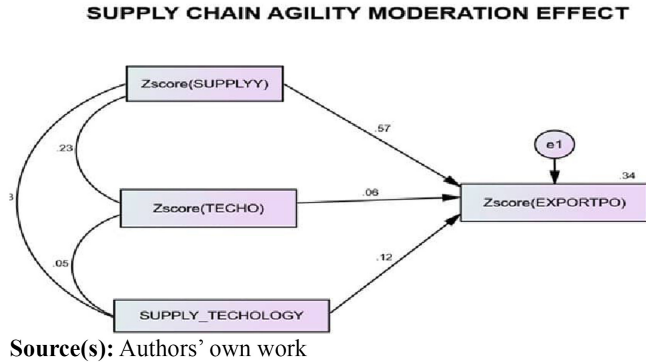 SUPPLY CHAIN AGILITY MODERATION EFFECT
Zscore(SUPPLYY)
.57
e1
.23
.34
.06
Zscore(TECHO)
Zscore(EXPORTPO)
.05
.12
SUPPLY_TECHOLOGY
Source(s): Authors' own work